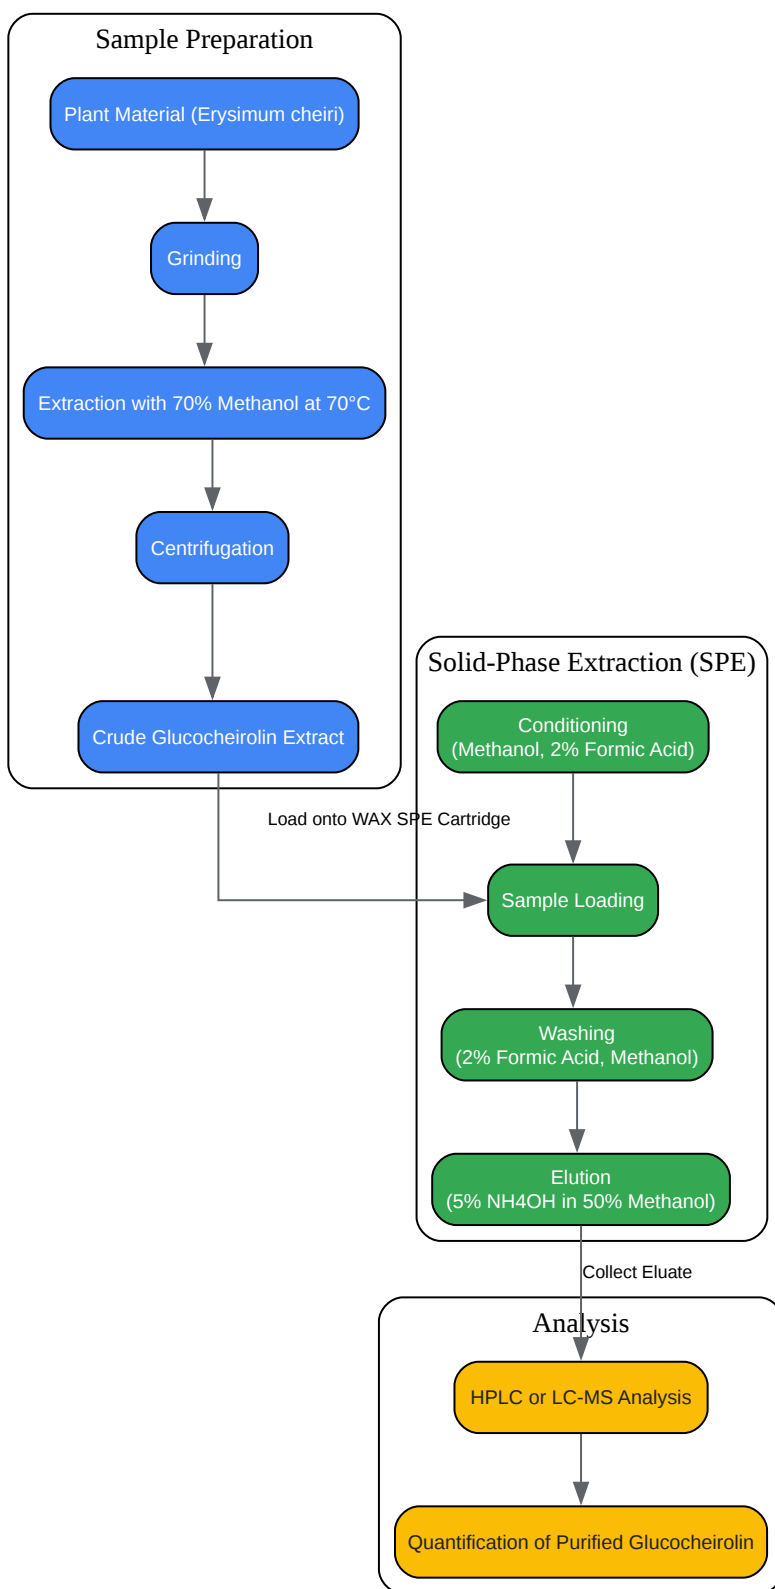 Sample Preparation
Plant Material (Erysimum cheiri)
Grinding
Extraction with 70% Methanol at 70°C
Centrifugation
Crude Glucocheirolin Extract
Load onto WAX SPE Cartridge
Solid-Phase Extraction (SPE)
Conditioning
(Methanol, 2% Formic Acid)
Sample Loading
Washing
(2% Formic Acid, Methanol)
Elution
(5% NH4OH in 50% Methanol)
Collect Eluate
Analysis
HPLC or LC-MS Analysis
Quantification of Purified Glucocheirolin